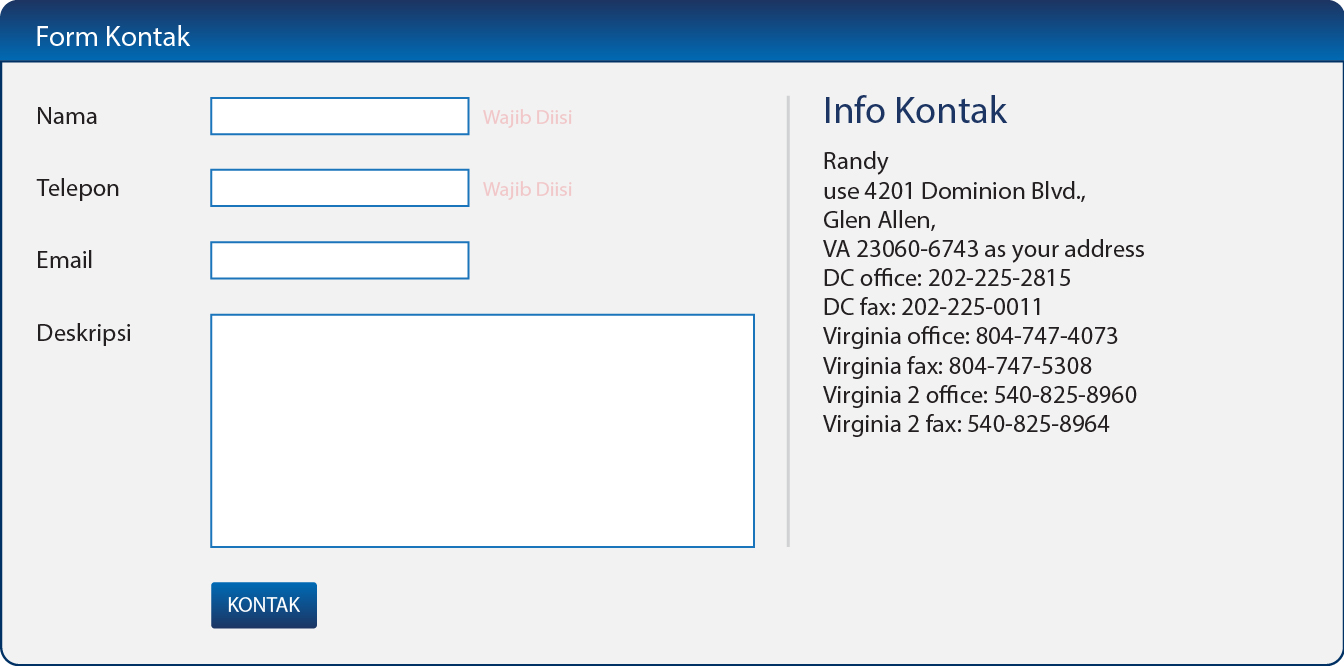 Form Kontak
Nama
Wajib Diisi
Telepon
Wajib Diisi
Email
Deskripsi
KONTAK
Info Kontak
Randy
use 4201 Dominion Blvd.,
Glen Allen,
VA 23060-6743 as your address
DC office: 202-225-2815
DC fax: 202-225-0011
Virginia office: 804-747-4073
Virginia fax: 804-747-5308
Virginia 2 office: 540-825-8960
Virginia 2 fax: 540-825-8964